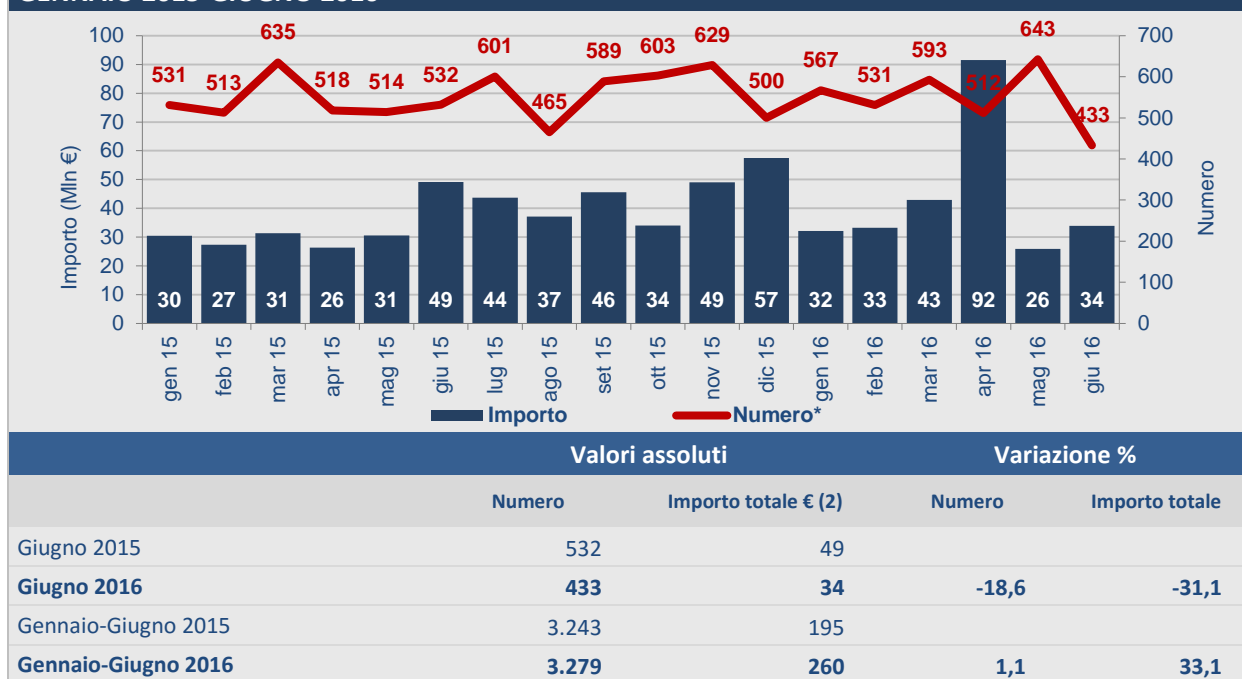 GENNAIO 2015-GIUGNO 2016
100
90
80
70
60
50
40
30
20
10
0
Importo (Mln €)
700
600
500
400
300
200
100
0
Numero
531 513 635 518 514 532 601 465 589 603 629 500 567 531 593 512 643 433
30 27 31 26 31 49 44 37 46 34 49 57 32 33 43 92 26 34
gen 15 feb 15 mar 15 apr 15 mag 15 giu 15 lug 15 ago 15 set 15 ott 15 nov 15 dic 15 gen 16 feb 16 mar 16 apr 16 mag 16 giu 16
Importo Numero*
Valori assoluti Variazione %
Numero Importo totale € (2) Numero Importo totale
Giugno 2015 532 49
Giugno 2016 433 34 -18,6 -31,1
Gennaio-Giugno 2015 3.243 195
Gennaio-Giugno 2016 3.279 260 1,1 33,1